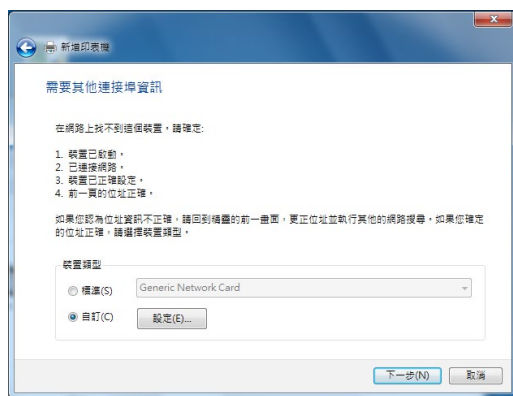 新增印表機
需要其他連接埠資訊
在網路上找不到這個裝置，請確定:
1. 裝置已啟動，
2. 已連接網路，
3. 裝置已正確設定，
4. 前一頁的位址正確，
如果您認為位址資訊不正確，請回到精靈的前一畫面，更正位址並執行其他的網路搜尋，如果您確定
的位址正確，請選擇裝置類型，
裝置類型
標準(S) Generic Network Card
自訂(C) 設定(E)...
下一步(N) 取消